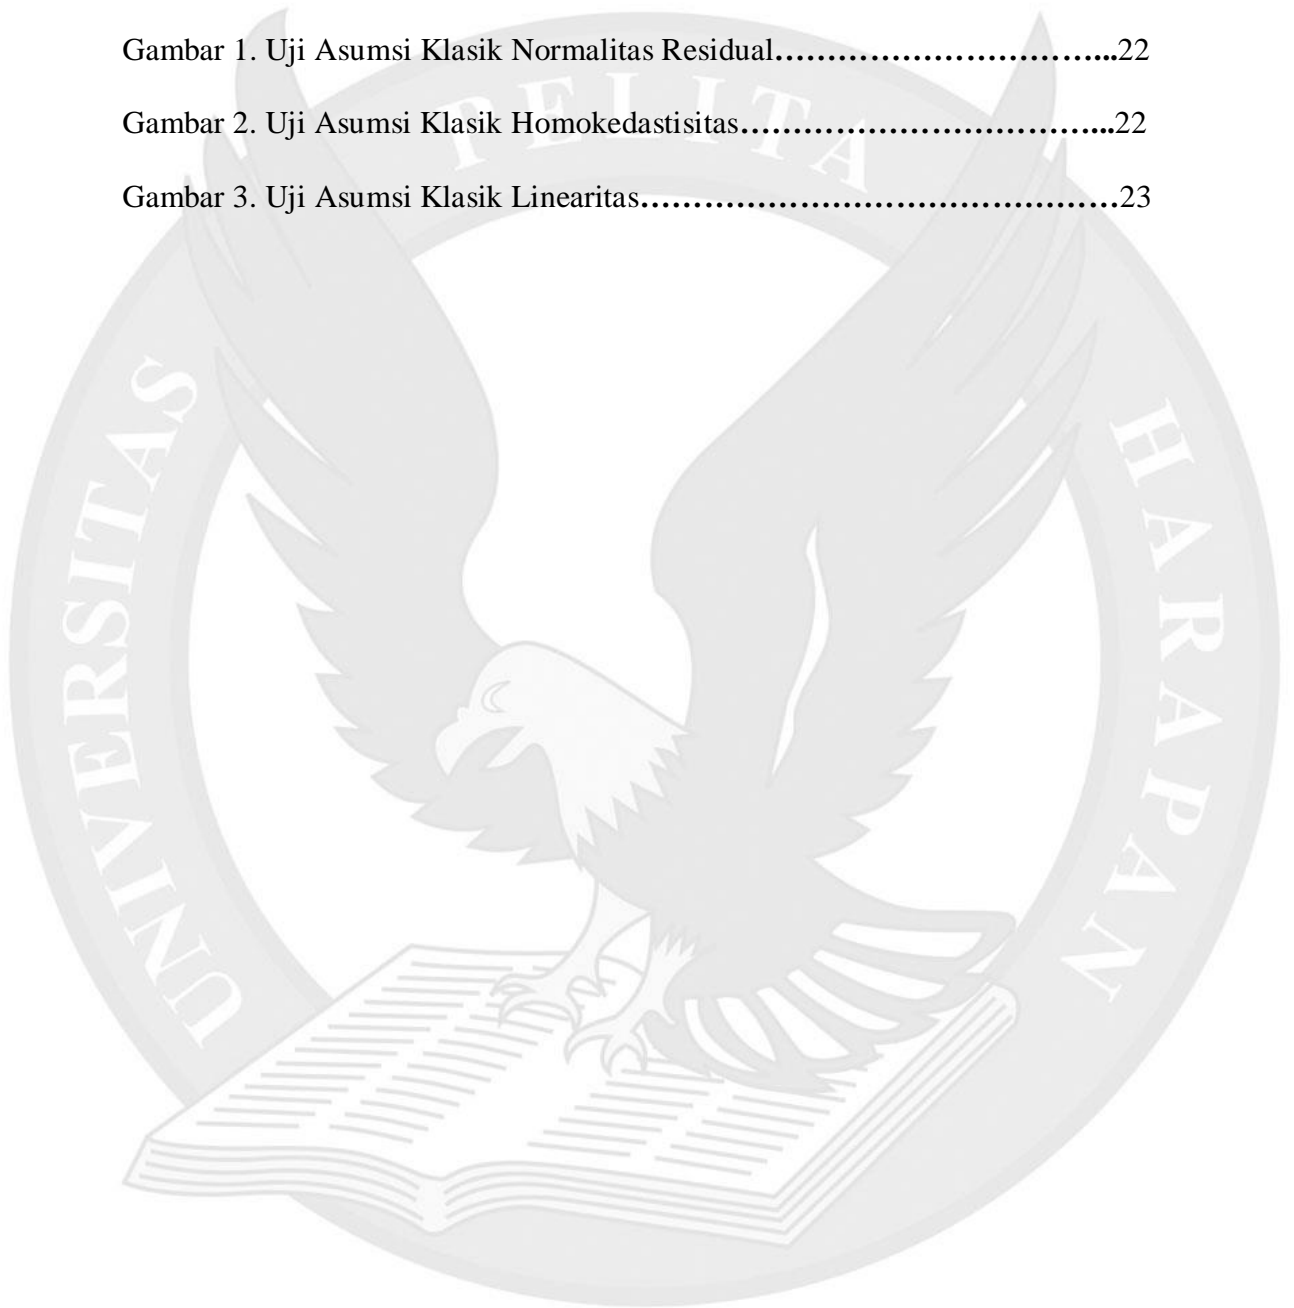 Gambar 1. Uji Asumsi Klasik Normalitas Residual…………………………...22
Gambar 2. Uji Asumsi Klasik Homokedastisitas……………………………...22
Gambar 3. Uji Asumsi Klasik Linearitas………………………………………23
UNIVERSITAS PELITA HARAPAN